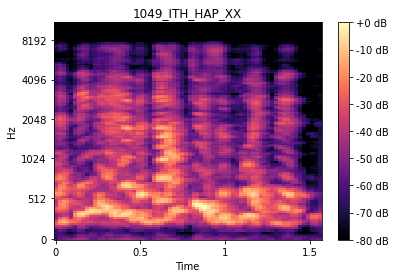 1049_ITH_HAP_XX
+0 dB
8192
-10 dB
4096
-20 dB
-30 dB
2048
Hz
-40 dB
1024
-50 dB
512
-60 dB
-70 dB
0
-80 dB
0 0.5 1 1.5
Time